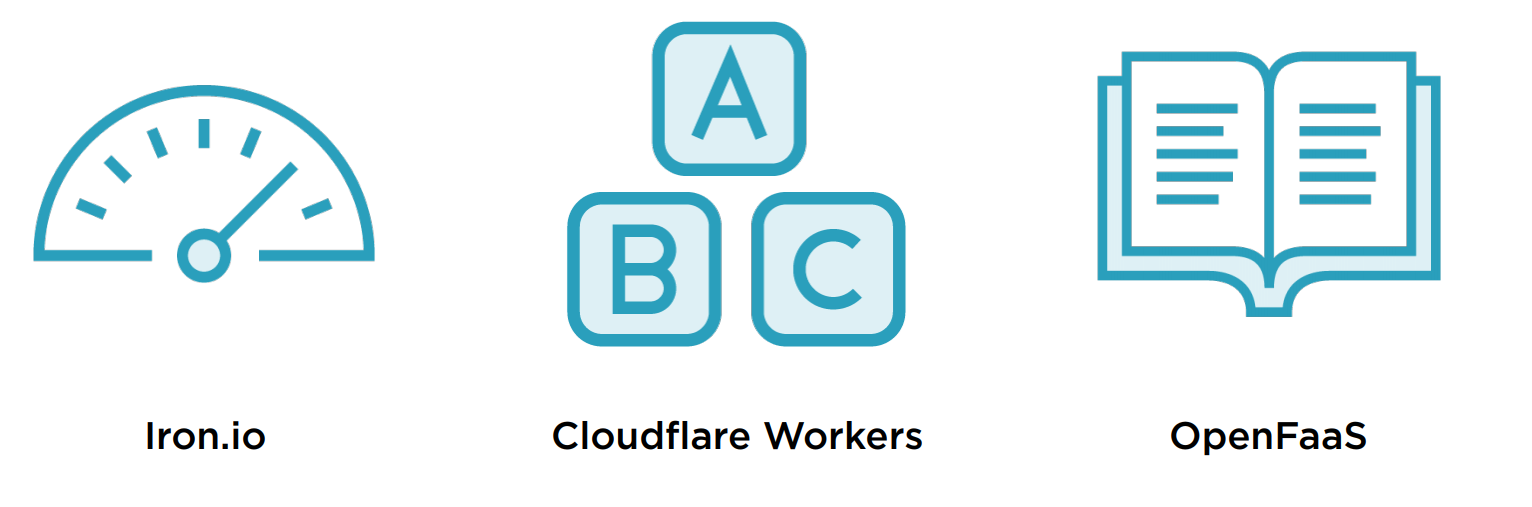 A
B C
Iron.io
Cloudflare Workers
OpenFaaS